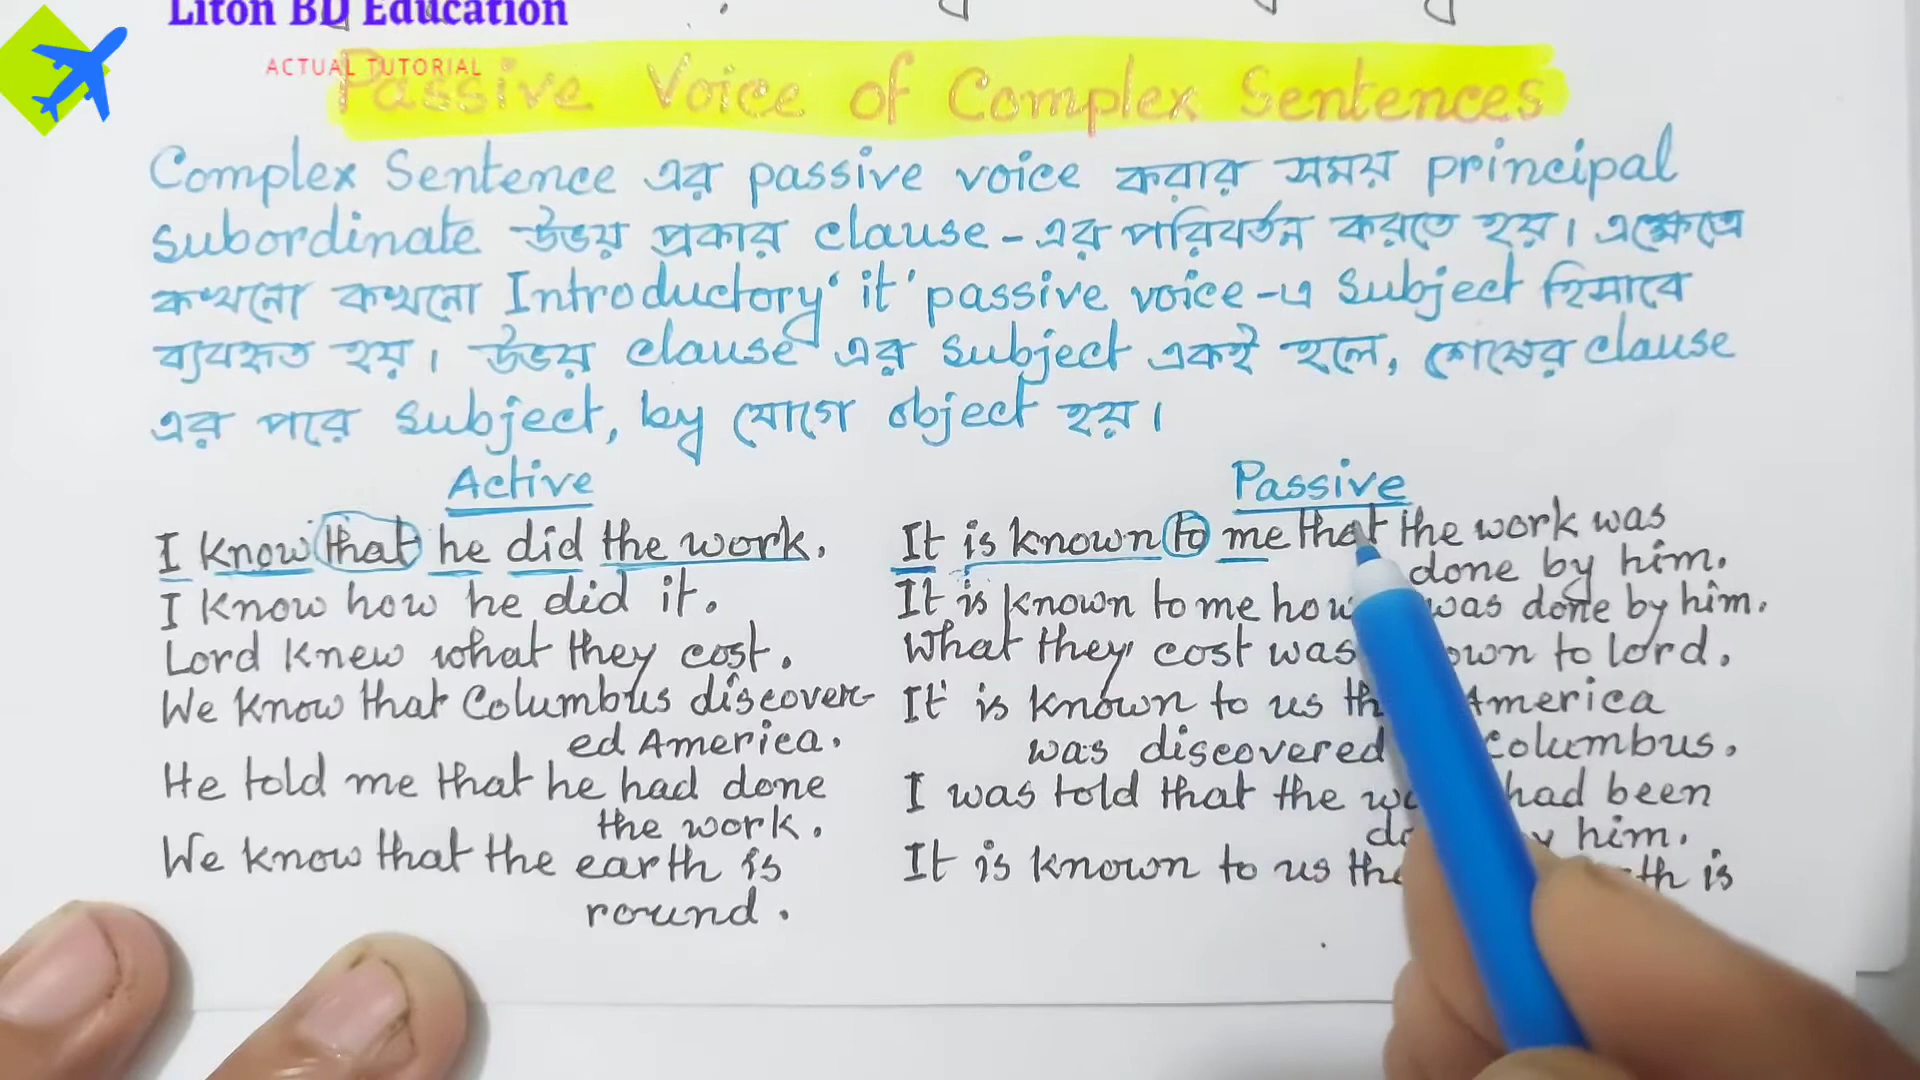 Liton BD Education
ACTUAL TUTORIAL
Passive Voice of Complex Sentences
Complex Sentence এর passive voice করার সময় principal
subordinate উভয় প্রকার clause-এর পরিবর্তন করতে হয়। এক্ষেত্রে
কখনো কখনো Introductory 'it' passive voice-এ subject হিসাবে
ব্যবহৃত হয়। উভয় clause এর subject একই হলে, শেষের clause
এর পরে subject, by যোগে object হয়।
Active
I know that he did the work.
I know how he did it.
Lord knew what they cost.
We know that Columbus discover-
ed America.
He told me that he had done
the work.
We know that the earth is
round.
Passive
It is known to me that the work was
done by him.
It is known to me how was done by him.
What they cost was to lord.
It is known to us America
was discovered Columbus.
I was told that the had been
him.
It is known to us is